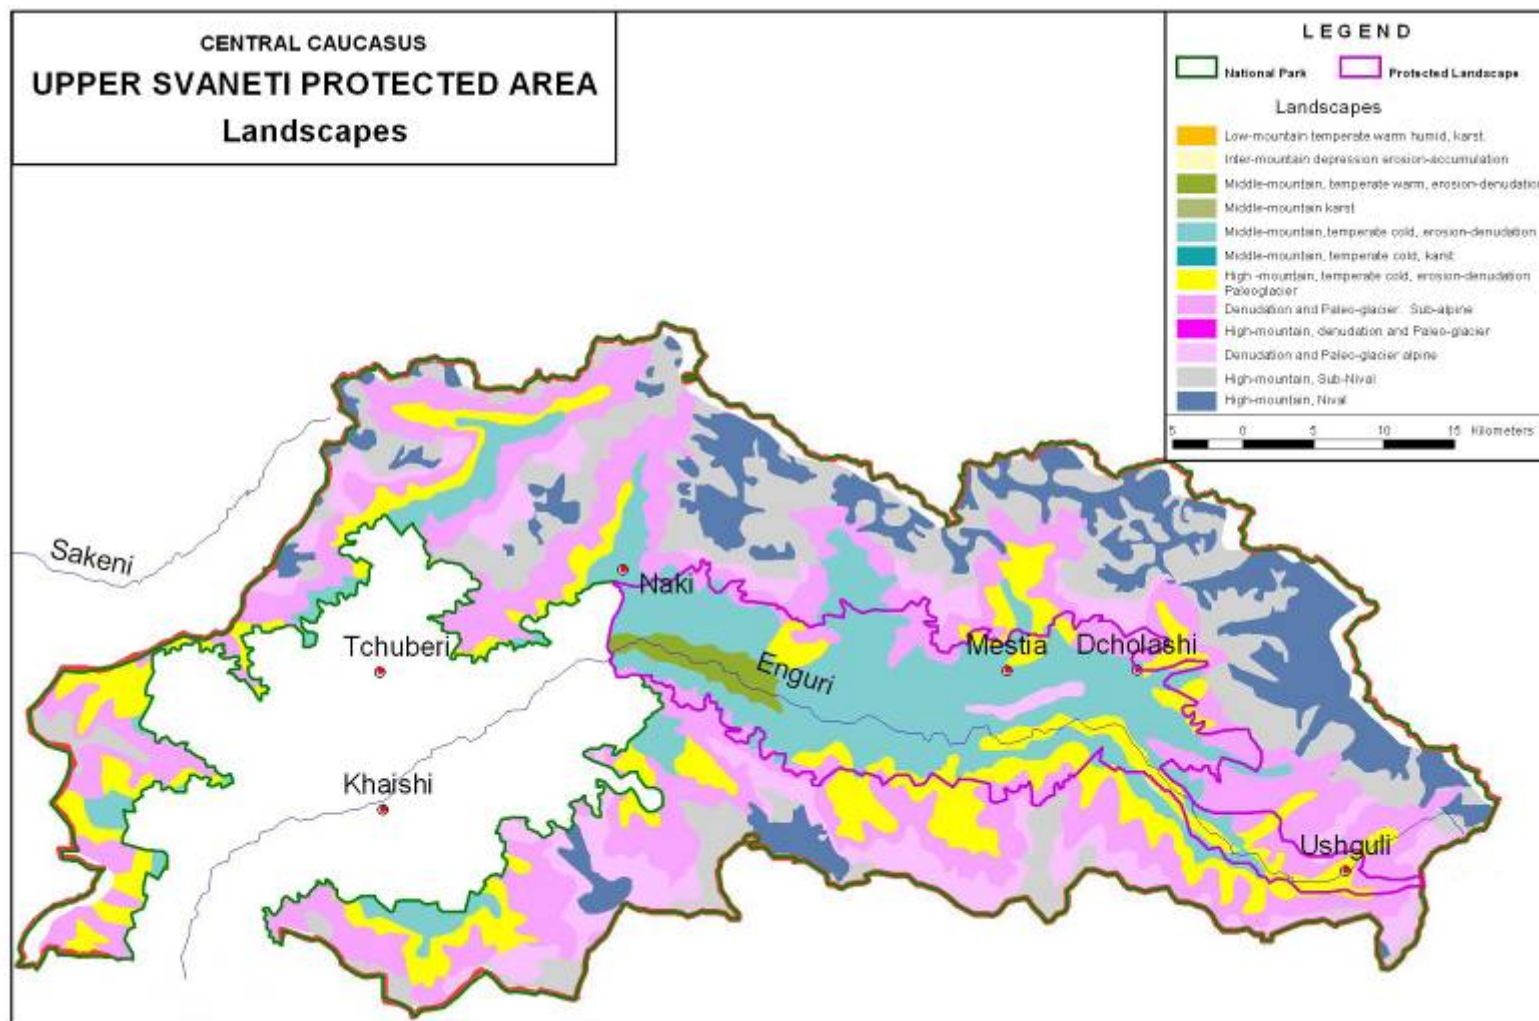 CENTRAL CAUCASUS
UPPER SVANETI PROTECTED AREA
Landscapes
LEGEND
National Park
Protected Landscape
Landscapes
Low-mountain temperate warm humid, karst
Inter-mountain depression erosion-accumulation
Middle-mountain, temperate warm, erosion-denudation
Middle-mountain karst
Middle-mountain, temperate cold, erosion-denudation
Middle-mountain, temperate cold, karst
High -mountain, temperate cold, erosion-denudation
Paleoglacier
Denudation and Paleo-glacier. Sub-alpine
High-mountain, denudation and Paleo-glacier
Denudation and Paleo-glacier alpine
High-mountain, Sub-Nival
High-mountain, Nival
5 0 5 10 15 Kilometers
Sakeni
Naki
Tchuberi
Enguri
Mestia
Dcholashi
Khaishi
Ushguli